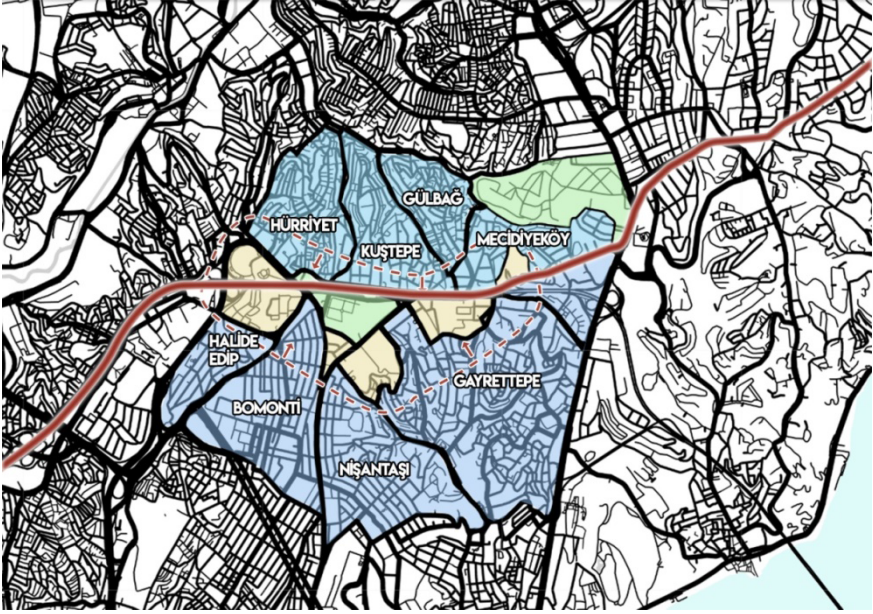 GÜLBAĞ
HÜRRİYET
KUŞTEPE
MECİDİYEKÖY
HALİDE
EDİP
GAYRETTEPE
BOMONTİ
NİŞANTAŞI